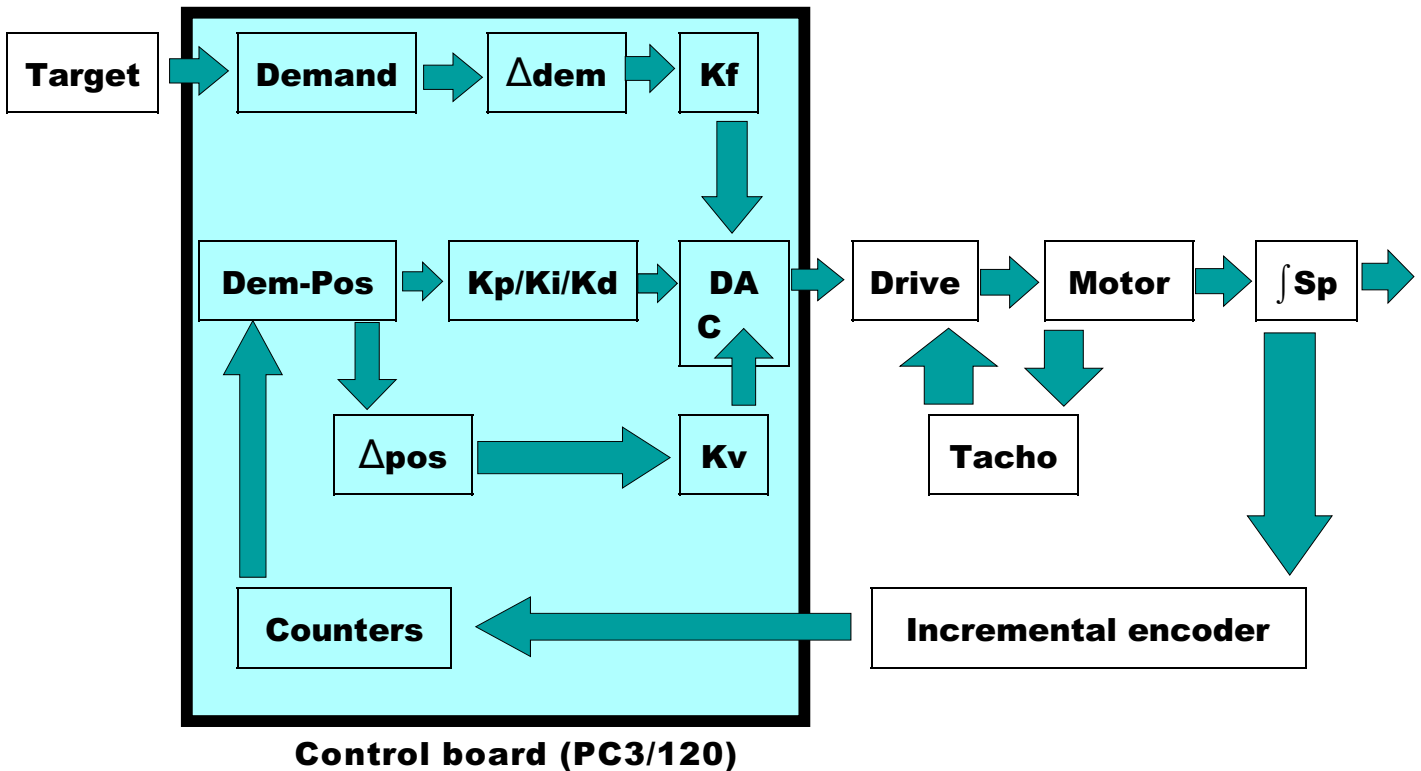 Target
Demand
Δdem
Kf
Dem-Pos
Kp/Ki/Kd
DA
C
Drive
Motor
∫Sp
Δpos
Kv
Tacho
Counters
Incremental encoder
Control board (PC3/120)